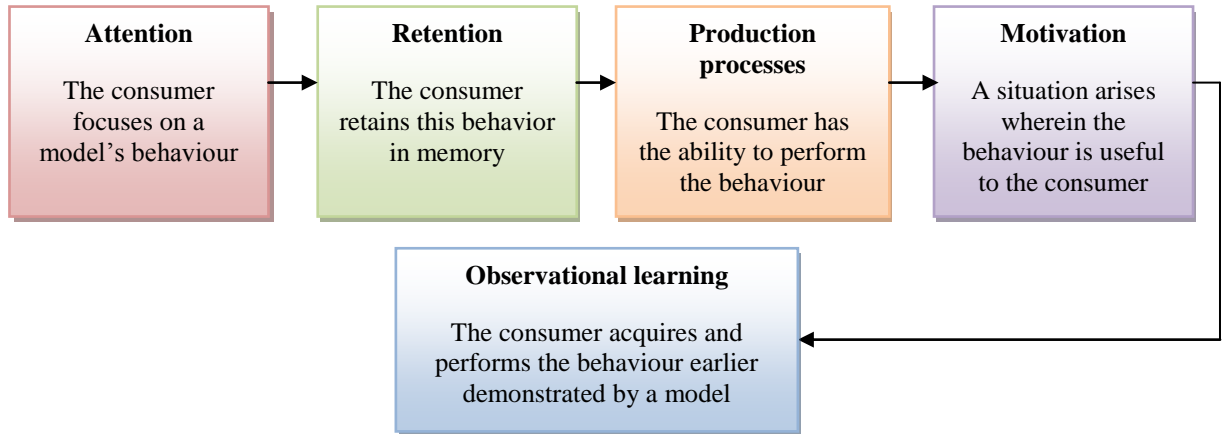 Attention
The consumer
focuses on a
model’s behaviour
Retention
The consumer
retains this behavior
in memory
Production
processes
The consumer has
the ability to perform
the behaviour
Motivation
A situation arises
wherein the
behaviour is useful
to the consumer
Observational learning
The consumer acquires and
performs the behaviour earlier
demonstrated by a model